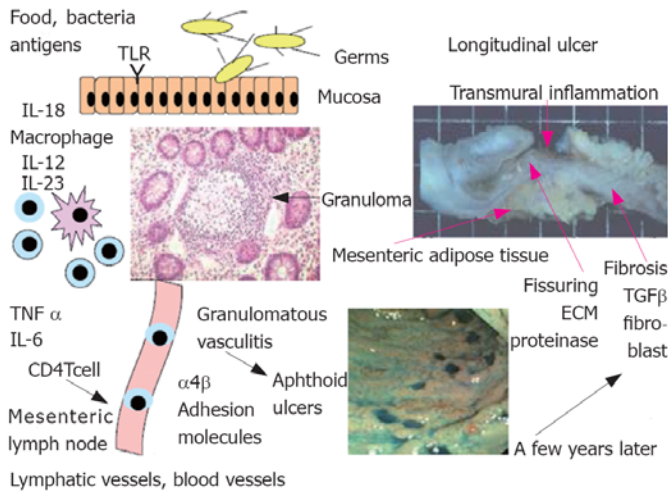 Food, bacteria
antigens
TLR
Germs
Mucosa
IL-18
Macrophage
IL-12
IL-23
Granuloma
Longitudinal ulcer
Transmural inflammation
Mesenteric adipose tissue
Fissuring
ECM
proteinase
Fibrosis
TGFβ
fibro-
blast
TNF α
IL-6
CD4Tcell
Mesenteric
lymph node
Granulomatous
vasculitis
α4β
Adhesion
molecules
Aphthoid
ulcers
A few years later
Lymphatic vessels, blood vessels